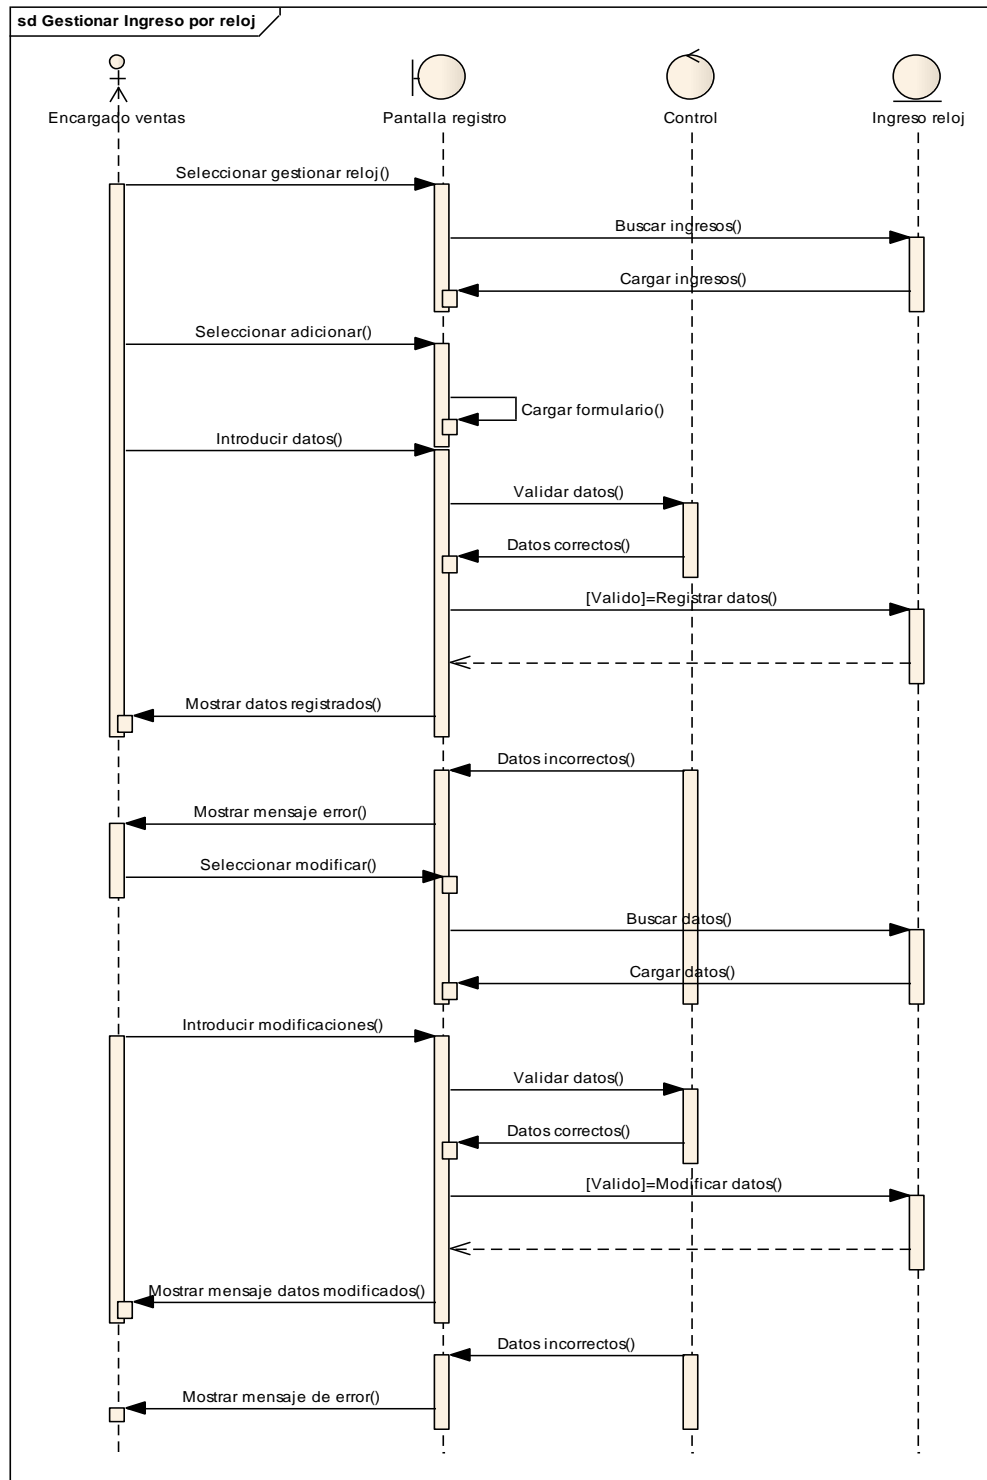 sd Gestionar Ingreso por reloj
Encargado ventas
Pantalla registro
Control
Ingreso reloj
Seleccionar gestionar reloj()
Buscar ingresos()
Cargar ingresos()
Seleccionar adicionar()
Cargar formulario()
Introducir datos()
Validar datos()
Datos correctos()
[Valido]=Registrar datos()
Mostrar datos registrados()
Datos incorrectos()
Mostrar mensaje error()
Seleccionar modificar()
Buscar datos()
Cargar datos()
Introducir modificaciones()
Validar datos()
Datos correctos()
[Valido]=Modificar datos()
Mostrar mensaje datos modificados()
Datos incorrectos()
Mostrar mensaje de error()